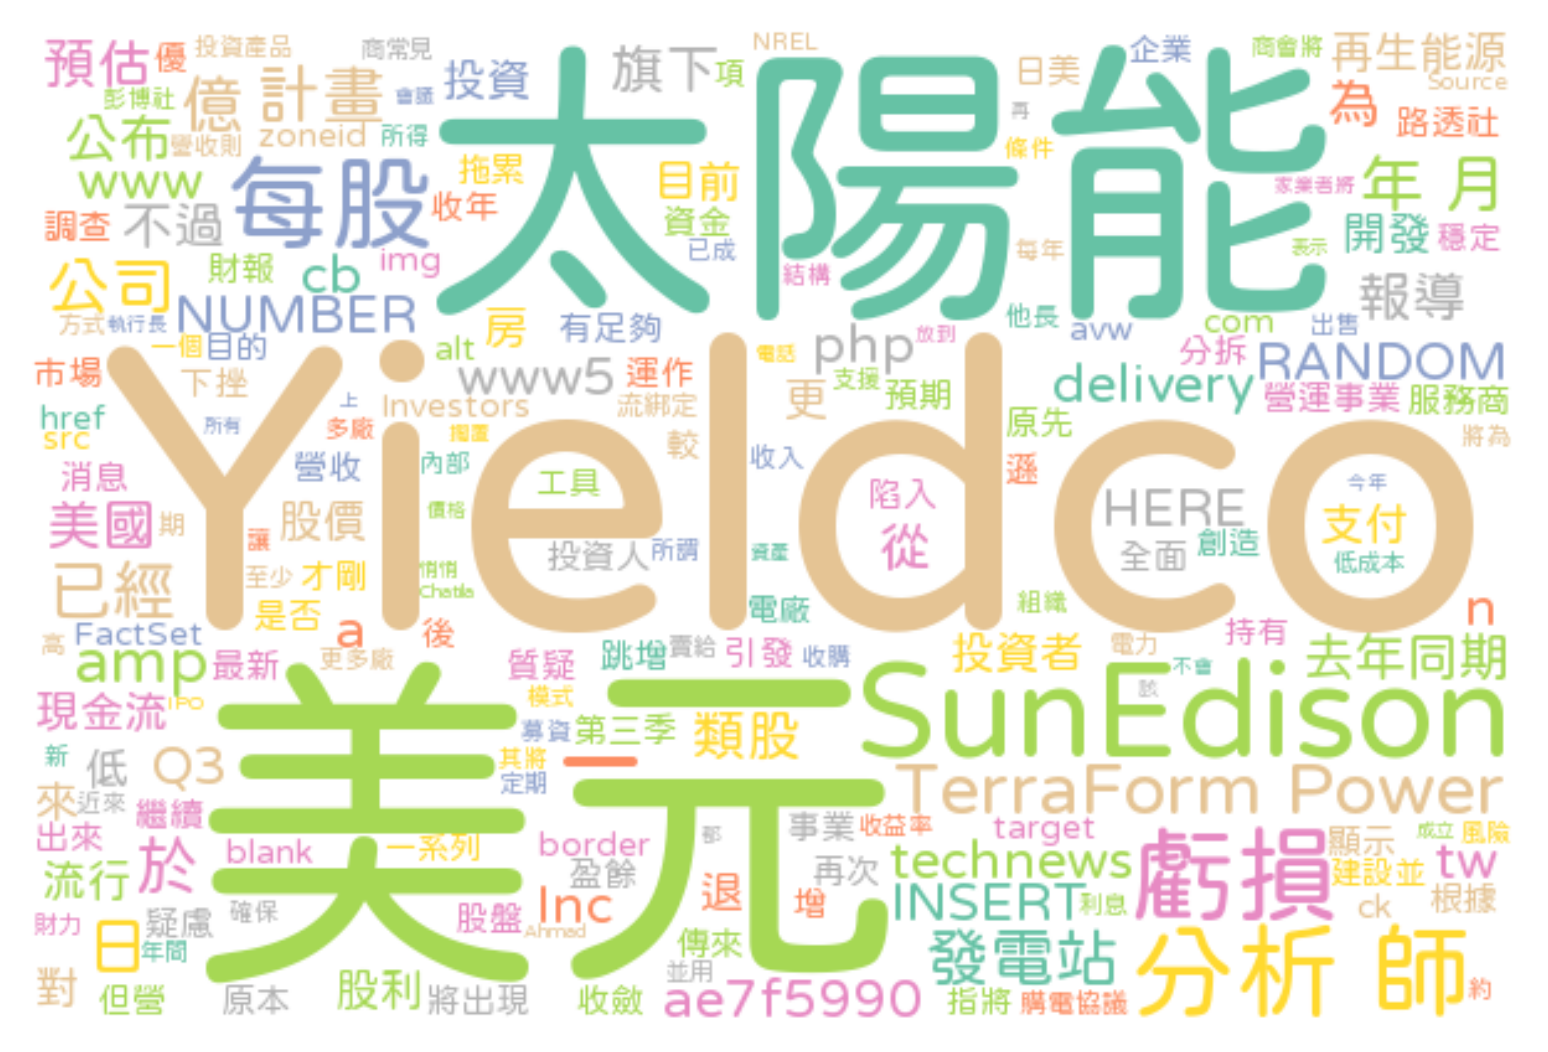 預估 優 投資產品 商常見 旗下 項 NREL 日美 企業 商會將 再生能源
彭博社 億 計畫 會議 投資 太陽能 Source
公布 營收則 zoneid 所得 再 條件 為 路透社
www 每股 拖累 目前 家業者將 年 月
調查 不過 收年 資金 已成 每年 開發 穩定 表示
公司 財報 cb img 結構 報導
方式 執行長 NUMBER 房 有足夠 他長 avw com 出售
一個 目的 alt php 放到 分拆 RANDOM
市場 下挫 www5 運作 電話 支援 預期 delivery 營運事業 服務商
href 上 Investors 流綁定 更 原先
src 所有 多廠 擱置 較 將為
Yieldco
消息 營收 內部 工具 收入 陷入 遜 HERE 今年
美國 期 讓 股價 價格 投資人 所謂 資產 從 全面 創造 支付 低成本
已經 至少 才剛 悄悄 Chatila
是否 電廠 組織 n
高 FactSet a 後 持有
amp 最新 更多廠 質疑 跳增 賣給 引發 收購 投資者 電力 不會 去年同期
現金流 IPO 模式 該 SunEdison
新 低 Q3 募資 第三季 類股
美元 其將 定期
來 近來 繼續 TerraForm Power
出來 blank 一系列 border 都 事業 收益率 target 顯示 成立 風險
流行 於 盈餘 再次 technews 虧損 建設並 tw
財力 疑慮 確保 股盤 Inc 退 增 INSERT 利息 ck 根據
日 年間 Ahmad 傳來 發電站 分析 師
對 但營 原本 股利 將出現 收斂 並用 ae7f5990 指將 購電協議 約